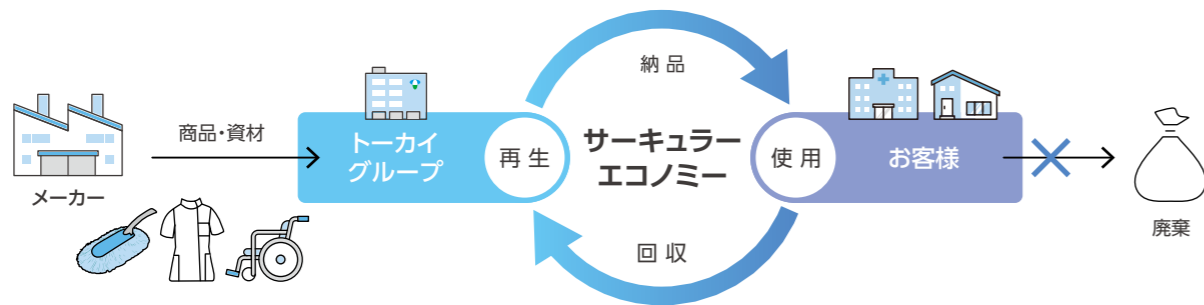 メーカー
商品・資材
トーカイ
グループ
再生
納品
サーキュラー
エコノミー
回収
使用
お客様
廃棄